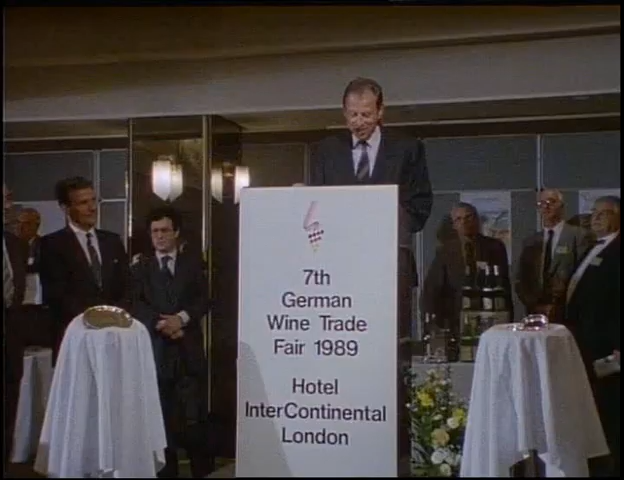 7th
German
Wine Trade
Fair 1989
Hotel
InterContinental
London